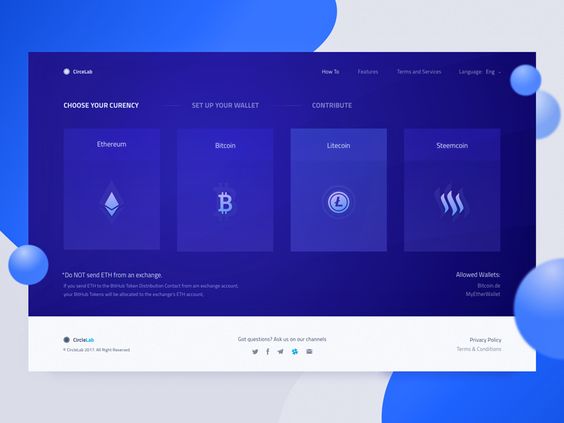 CirceLab
How To
Features
Terms and Services
Language: Eng
CHOOSE YOUR CURENCY
SET UP YOUR WALLET
CONTRIBUTE
Ethereum
Bitcoin
Litecoin
Steemcoin
*Do NOT send ETH from an exchange.
If you send ETH to the BitHub Token Distribution Contact from am exchange account,
your BitHub Tokens will be allocated to the exchange's ETH account.
Allowed Wallets:
Bitcoin.de
MyEtherWallet
CircleLab
© CircleLab 2017. All Right Reserved.
Got questions? Ask us on our channels
Privacy Policy
Terms & Conditions